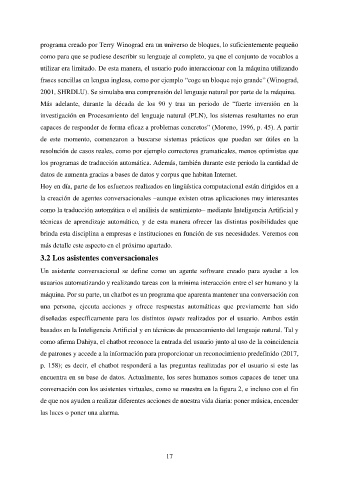 programa creado por Terry Winograd era un universo de bloques, lo suficientemente pequeño
como para que se pudiese describir su lenguaje al completo, ya que el conjunto de vocablos a
utilizar era limitado. De esta manera, el usuario pudo interaccionar con la máquina utilizando
frases sencillas en lengua inglesa, como por ejemplo “coge un bloque rojo grande” (Winograd,
2001, SHRDLU). Se simulaba una comprensión del lenguaje natural por parte de la máquina.
Más adelante, durante la década de los 90 y tras un periodo de “fuerte inversión en la
investigación en Procesamiento del lenguaje natural (PLN), los sistemas resultantes no eran
capaces de responder de forma eficaz a problemas concretos” (Moreno, 1996, p. 45). A partir
de este momento, comenzaron a buscarse sistemas prácticos que puedan ser útiles en la
resolución de casos reales, como por ejemplo correctores gramaticales, menos optimistas que
los programas de traducción automática. Además, también durante este periodo la cantidad de
datos de aumenta gracias a bases de datos y corpus que habitan Internet.
Hoy en día, parte de los esfuerzos realizados en lingüística computacional están dirigidos en a
la creación de agentes conversacionales –aunque existen otras aplicaciones muy interesantes
como la traducción automática o el análisis de sentimiento– mediante Inteligencia Artificial y
técnicas de aprendizaje automático, y de esta manera ofrecer las distintas posibilidades que
brinda esta disciplina a empresas e instituciones en función de sus necesidades. Veremos con
más detalle este aspecto en el próximo apartado.
3.2 Los asistentes conversacionales
Un asistente conversacional se define como un agente software creado para ayudar a los
usuarios automatizando y realizando tareas con la mínima interacción entre el ser humano y la
máquina. Por su parte, un chatbot es un programa que aparenta mantener una conversación con
una persona, ejecuta acciones y ofrece respuestas automáticas que previamente han sido
diseñadas específicamente para los distintos inputs realizados por el usuario. Ambos están
basados en la Inteligencia Artificial y en técnicas de procesamiento del lenguaje natural. Tal y
como afirma Dahiya, el chatbot reconoce la entrada del usuario junto al uso de la coincidencia
de patrones y accede a la información para proporcionar un reconocimiento predefinido (2017,
p. 158); es decir, el chatbot responderá a las preguntas realizadas por el usuario si este las
encuentra en su base de datos. Actualmente, los seres humanos somos capaces de tener una
conversación con los asistentes virtuales, como se muestra en la figura 2, e incluso con el fin
de que nos ayuden a realizar diferentes acciones de nuestra vida diaria: poner música, encender
las luces o poner una alarma.
17